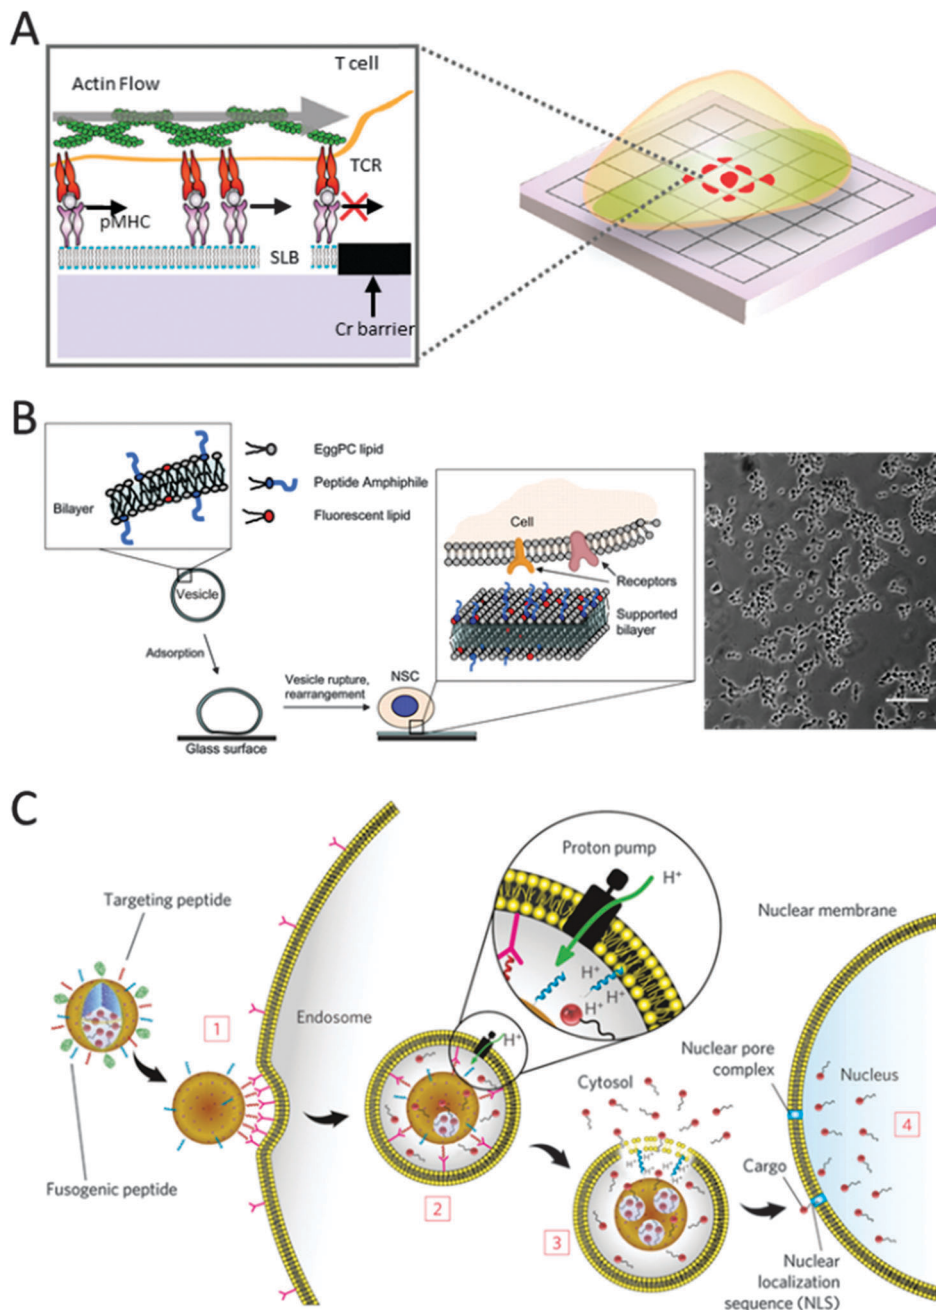 A
T cell
Actin Flow
TCR
pMHC
SLB
Cr barrier
B
Bilayer
EggPC lipid
Peptide Amphiphile
Fluorescent lipid
Vesicle
Adsorption
Glass surface
Vesicle rupture,
rearrangement
NSC
Cell
Receptors
Supported
bilayer
C
Targeting peptide
Fusogenic peptide
1
Endosome
2
Proton pump
H+
H+
H+
H+
H+
H+
Cytosol
H+
H+
H+
H+
3
Nuclear membrane
Nuclear pore
complex
Nucleus
4
Cargo
Nuclear
localization
sequence (NLS)